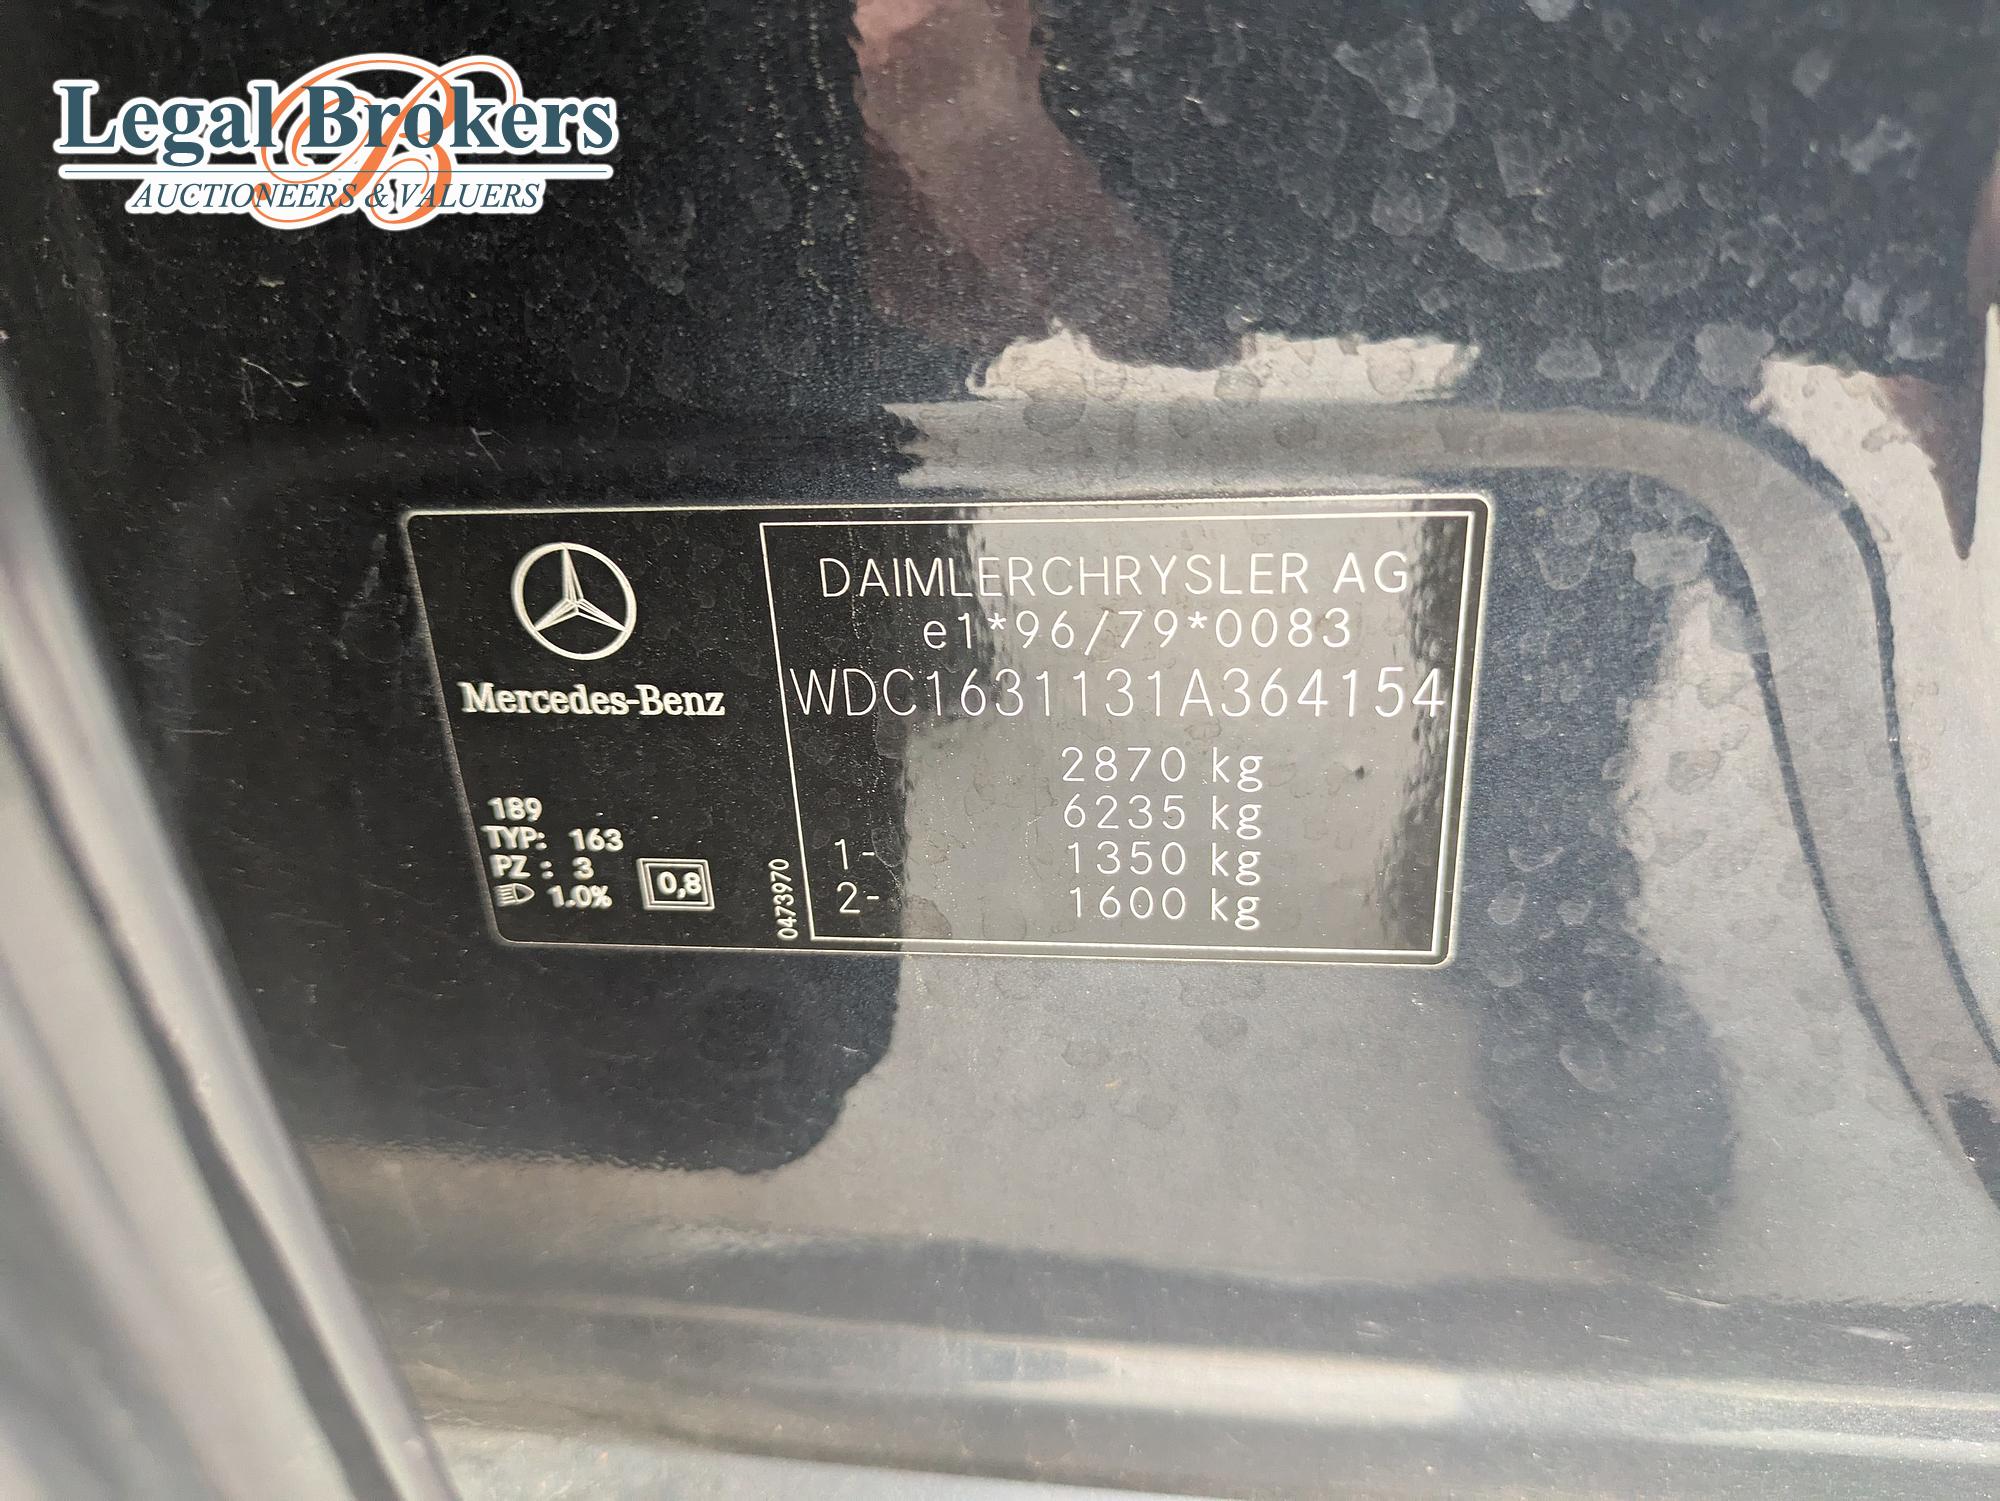 Legal Brokers
AUCTIONEERS & VALUERS
DAIMLERCHRYSLER AG
e1*96/79*0083
WDC1631131A364154
2870 kg
6235 kg
1- 1350 kg
2- 1600 kg
Mercedes-Benz
189
TYP: 163
PZ : 3
1.0%
0,8
0473970